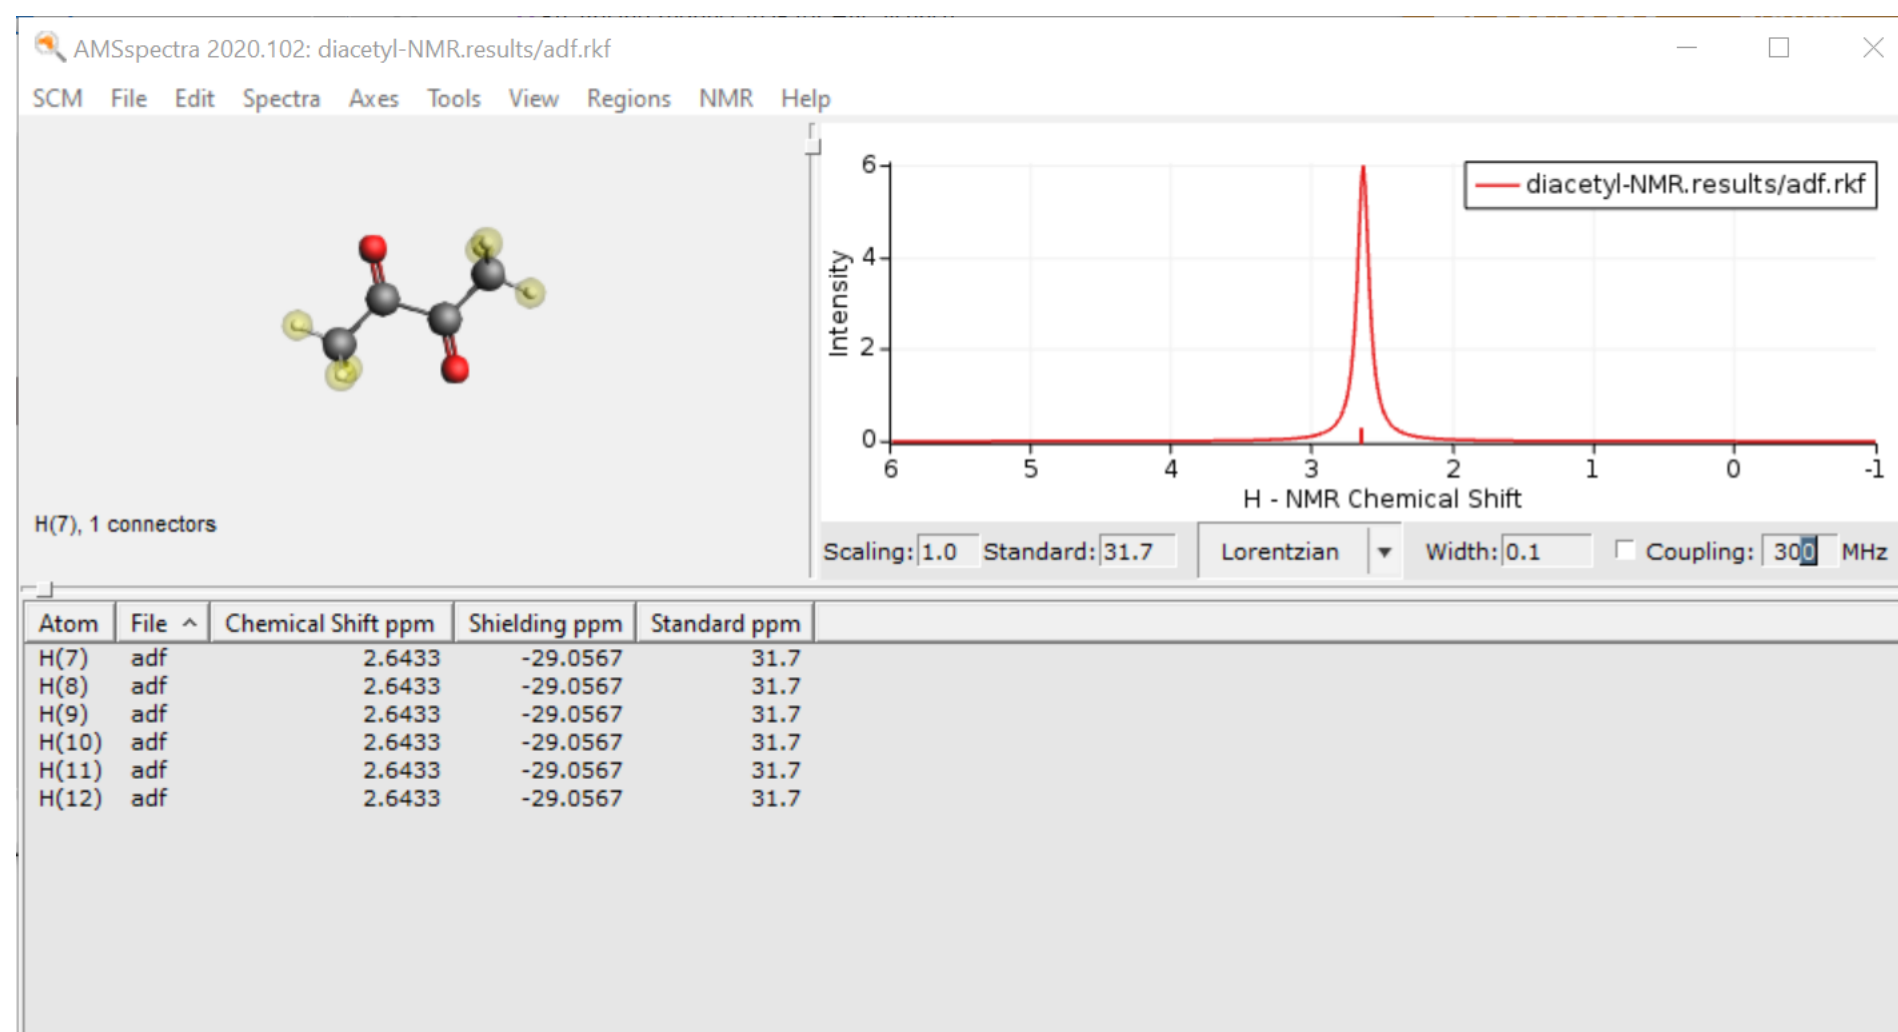 AMSspectra 2020.102: diacetyl-NMR.results/adf.rkf
SCM File Edit Spectra Axes Tools View Regions NMR Help
6
diacetyl-NMR.results/adf.rkf
4
Intensity
2
0
6 5 4 3 2 1 0 -1
H - NMR Chemical Shift
H(7), 1 connectors
Scaling: 1.0 Standard: 31.7 Lorentzian Width: 0.1 Coupling: 300 MHz
Atom File Chemical Shift ppm Shielding ppm Standard ppm
H(7) adf 2.6433 -29.0567 31.7
H(8) adf 2.6433 -29.0567 31.7
H(9) adf 2.6433 -29.0567 31.7
H(10) adf 2.6433 -29.0567 31.7
H(11) adf 2.6433 -29.0567 31.7
H(12) adf 2.6433 -29.0567 31.7